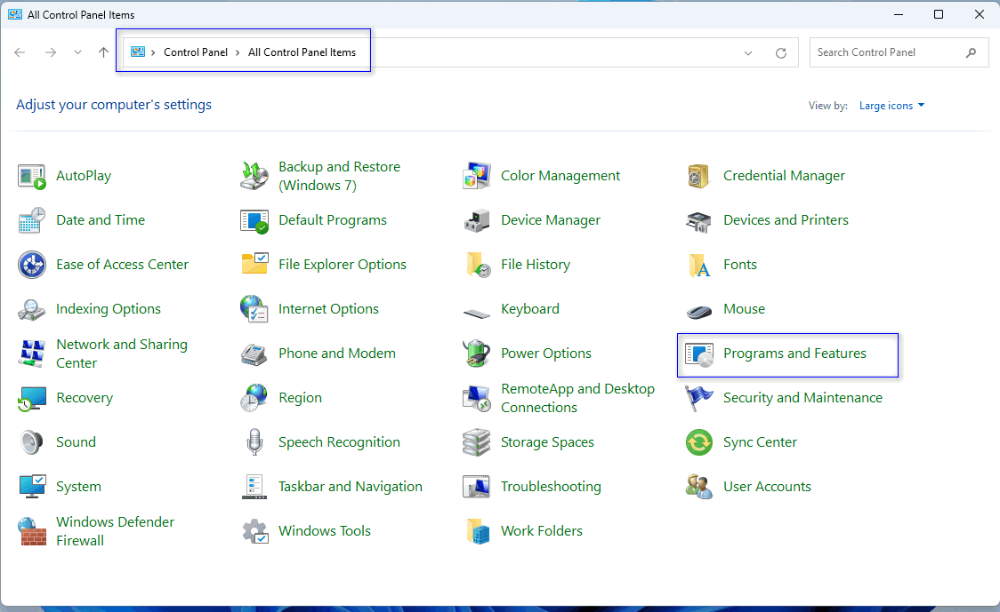 All Control Panel Items
Control Panel > All Control Panel Items
Search Control Panel
Adjust your computer's settings
View by: Large icons
AutoPlay
Backup and Restore
(Windows 7)
Color Management
Credential Manager
Date and Time
Default Programs
Device Manager
Devices and Printers
Ease of Access Center
File Explorer Options
File History
Fonts
Indexing Options
Internet Options
Keyboard
Mouse
Network and Sharing
Center
Phone and Modem
Power Options
Programs and Features
Recovery
Region
RemoteApp and Desktop
Connections
Security and Maintenance
Sound
Speech Recognition
Storage Spaces
Sync Center
System
Taskbar and Navigation
Troubleshooting
User Accounts
Windows Defender
Firewall
Windows Tools
Work Folders